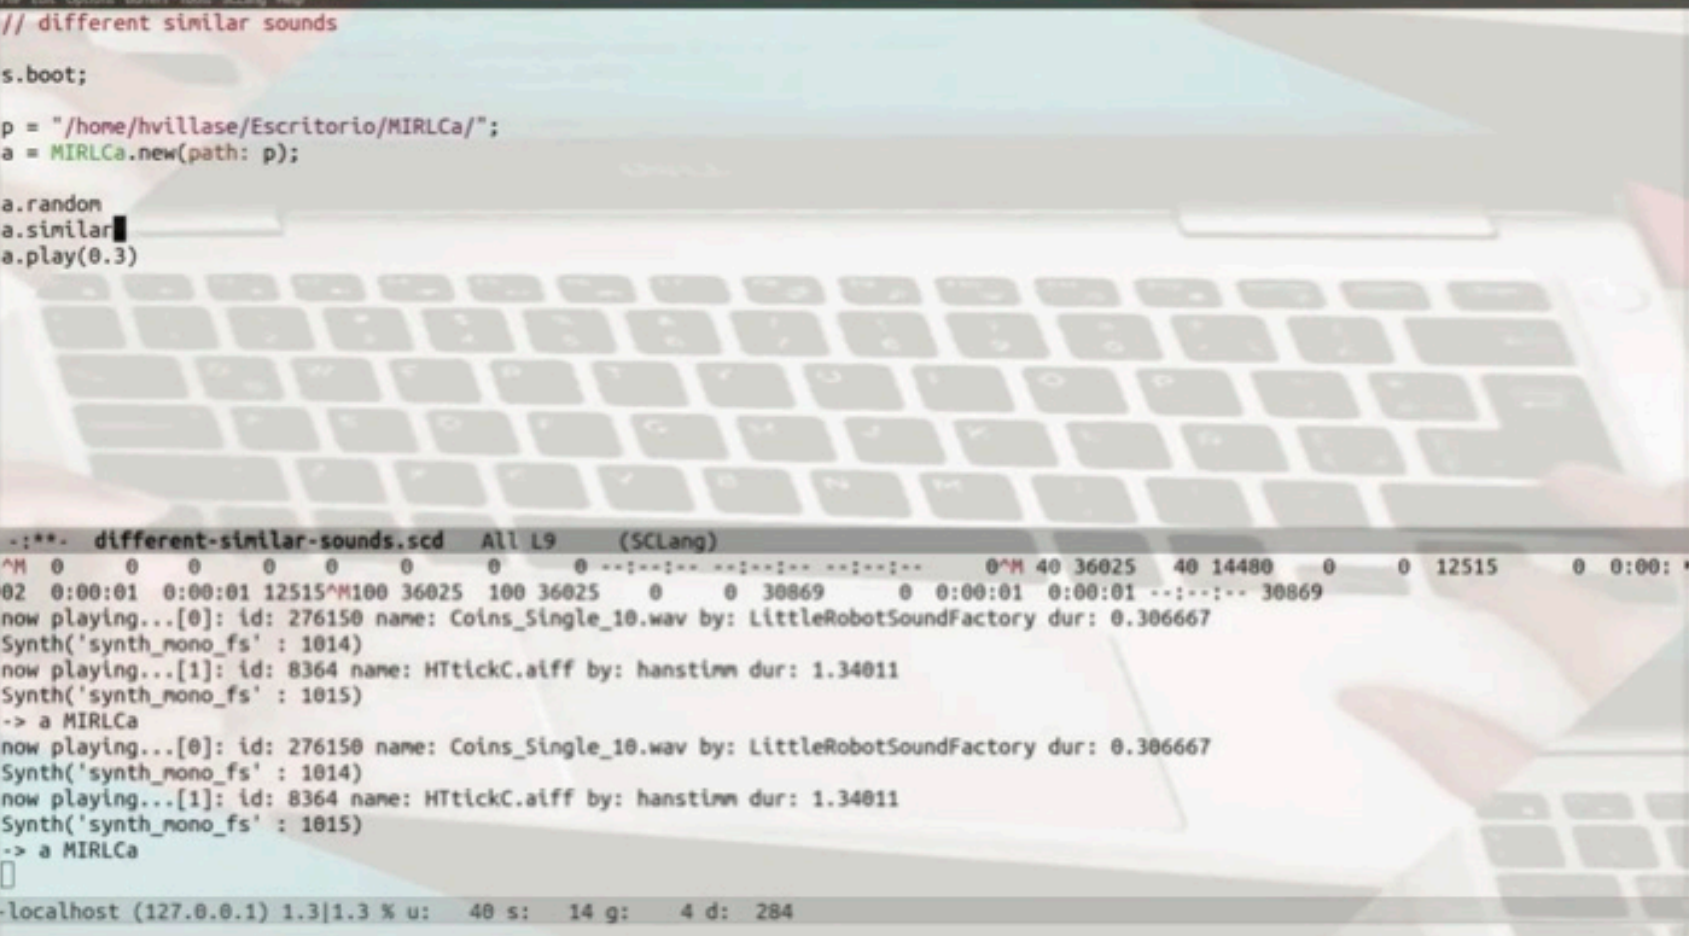 // different similar sounds
s.boot;
p = "/home/hvillase/Escritorio/MIRLCa/";
a = MIRLCa.new(path: p);
a.random
a.similar
a.play(0.3)
-:**-  different-similar-sounds.scd   All L9     (SCLang)
^M  0     0    0     0    0     0     0      0 --:--:-- --:--:-- --:--:--     0^M 40 36025   40 14480    0     0  12515      0  0:00:
02  0:00:01  0:00:01 12515^M100 36025  100 36025    0     0  30869      0  0:00:01  0:00:01 --:--:-- 30869
now playing...[0]: id: 276150 name: Coins_Single_10.wav by: LittleRobotSoundFactory dur: 0.306667
Synth('synth_mono_fs' : 1014)
now playing...[1]: id: 8364 name: HTtickC.aiff by: hanstimm dur: 1.34011
Synth('synth_mono_fs' : 1015)
-> a MIRLCa
now playing...[0]: id: 276150 name: Coins_Single_10.wav by: LittleRobotSoundFactory dur: 0.306667
Synth('synth_mono_fs' : 1014)
now playing...[1]: id: 8364 name: HTtickC.aiff by: hanstimm dur: 1.34011
Synth('synth_mono_fs' : 1015)
-> a MIRLCa
-localhost (127.0.0.1) 1.3|1.3 % u:   40 s:   14 g:    4 d:  284